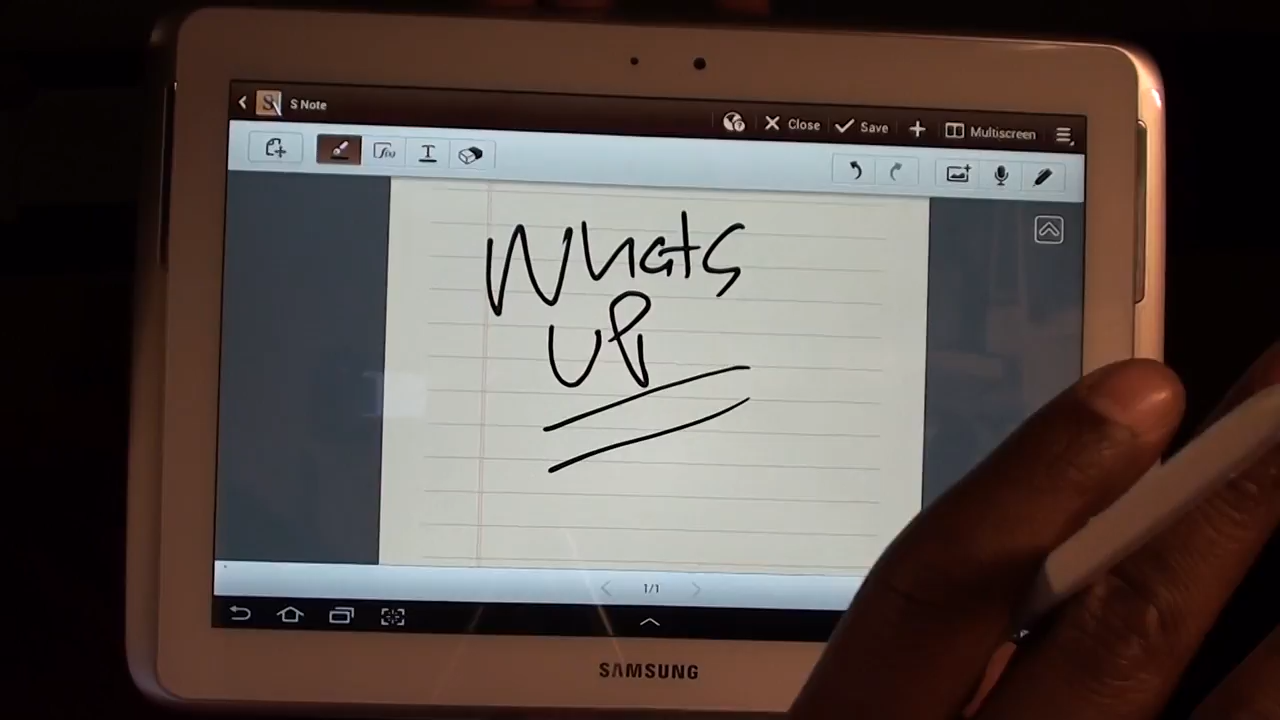 S Note
Close
Save
Multiscreen
f(x)
T
Whats
UP
1/1
SAMSUNG